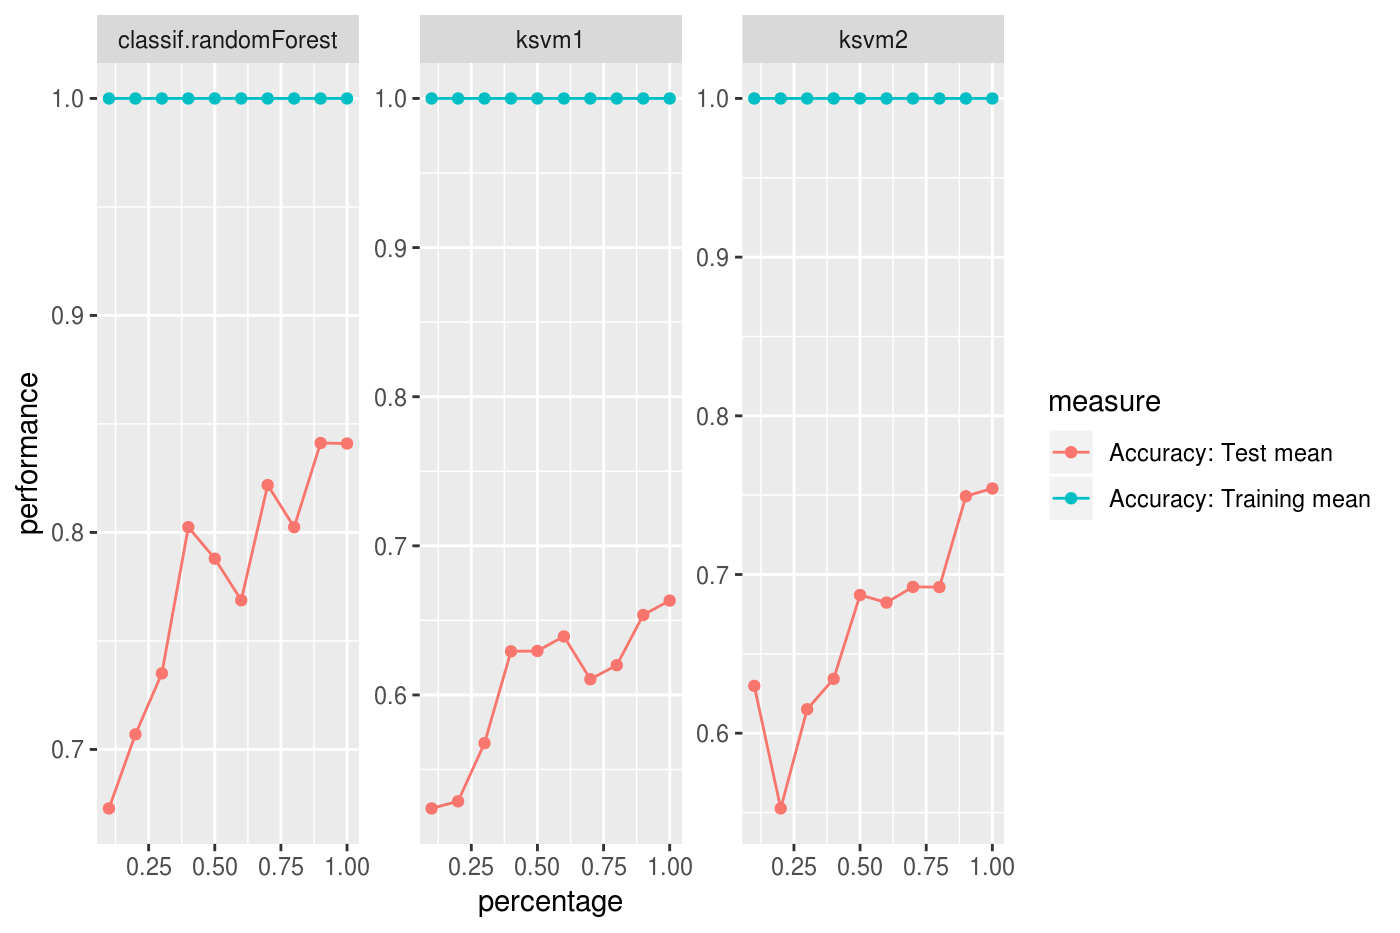 classif.randomForest
ksvm1
ksvm2
performance
1.0
0.9
0.8
0.7
1.0
0.9
0.8
0.7
0.6
1.0
0.9
0.8
0.7
0.6
0.25 0.50 0.75 1.00
0.25 0.50 0.75 1.00
0.25 0.50 0.75 1.00
percentage
measure
Accuracy: Test mean
Accuracy: Training mean